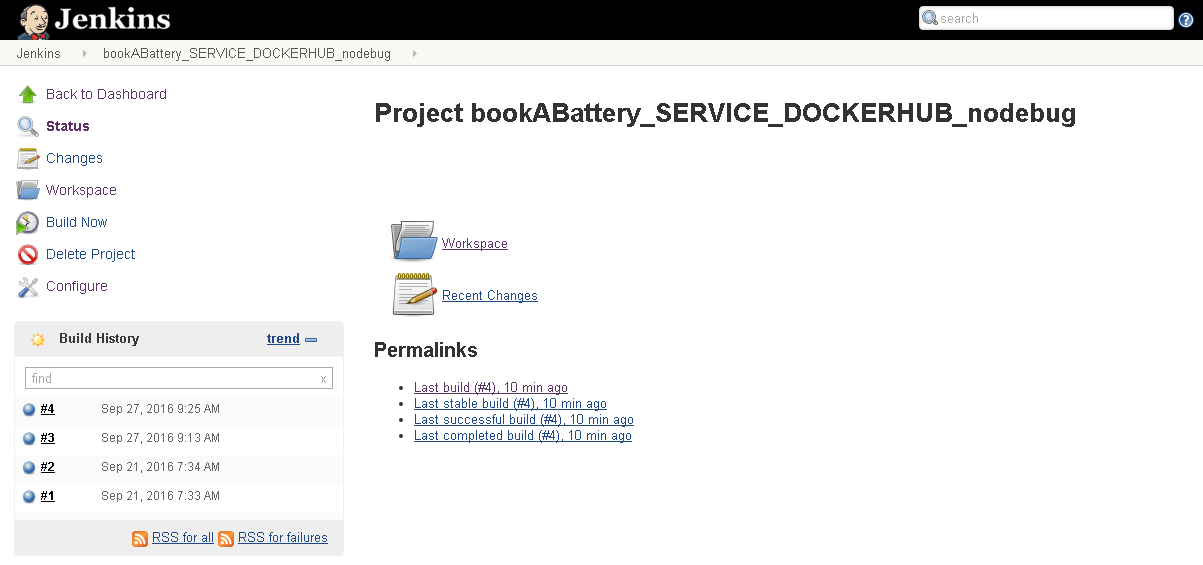 Jenkins
search
Jenkins bookABattery_SERVICE_DOCKERHUB_nodebug
Back to Dashboard
Status
Changes
Workspace
Build Now
Delete Project
Configure
Build History trend
find x
#4 Sep 27, 2016 9:25 AM
#3 Sep 27, 2016 9:13 AM
#2 Sep 21, 2016 7:34 AM
#1 Sep 21, 2016 7:33 AM
RSS for all RSS for failures
Project bookABattery_SERVICE_DOCKERHUB_nodebug
Workspace
Recent Changes
Permalinks
Last build (#4), 10 min ago
Last stable build (#4), 10 min ago
Last successful build (#4), 10 min ago
Last completed build (#4), 10 min ago